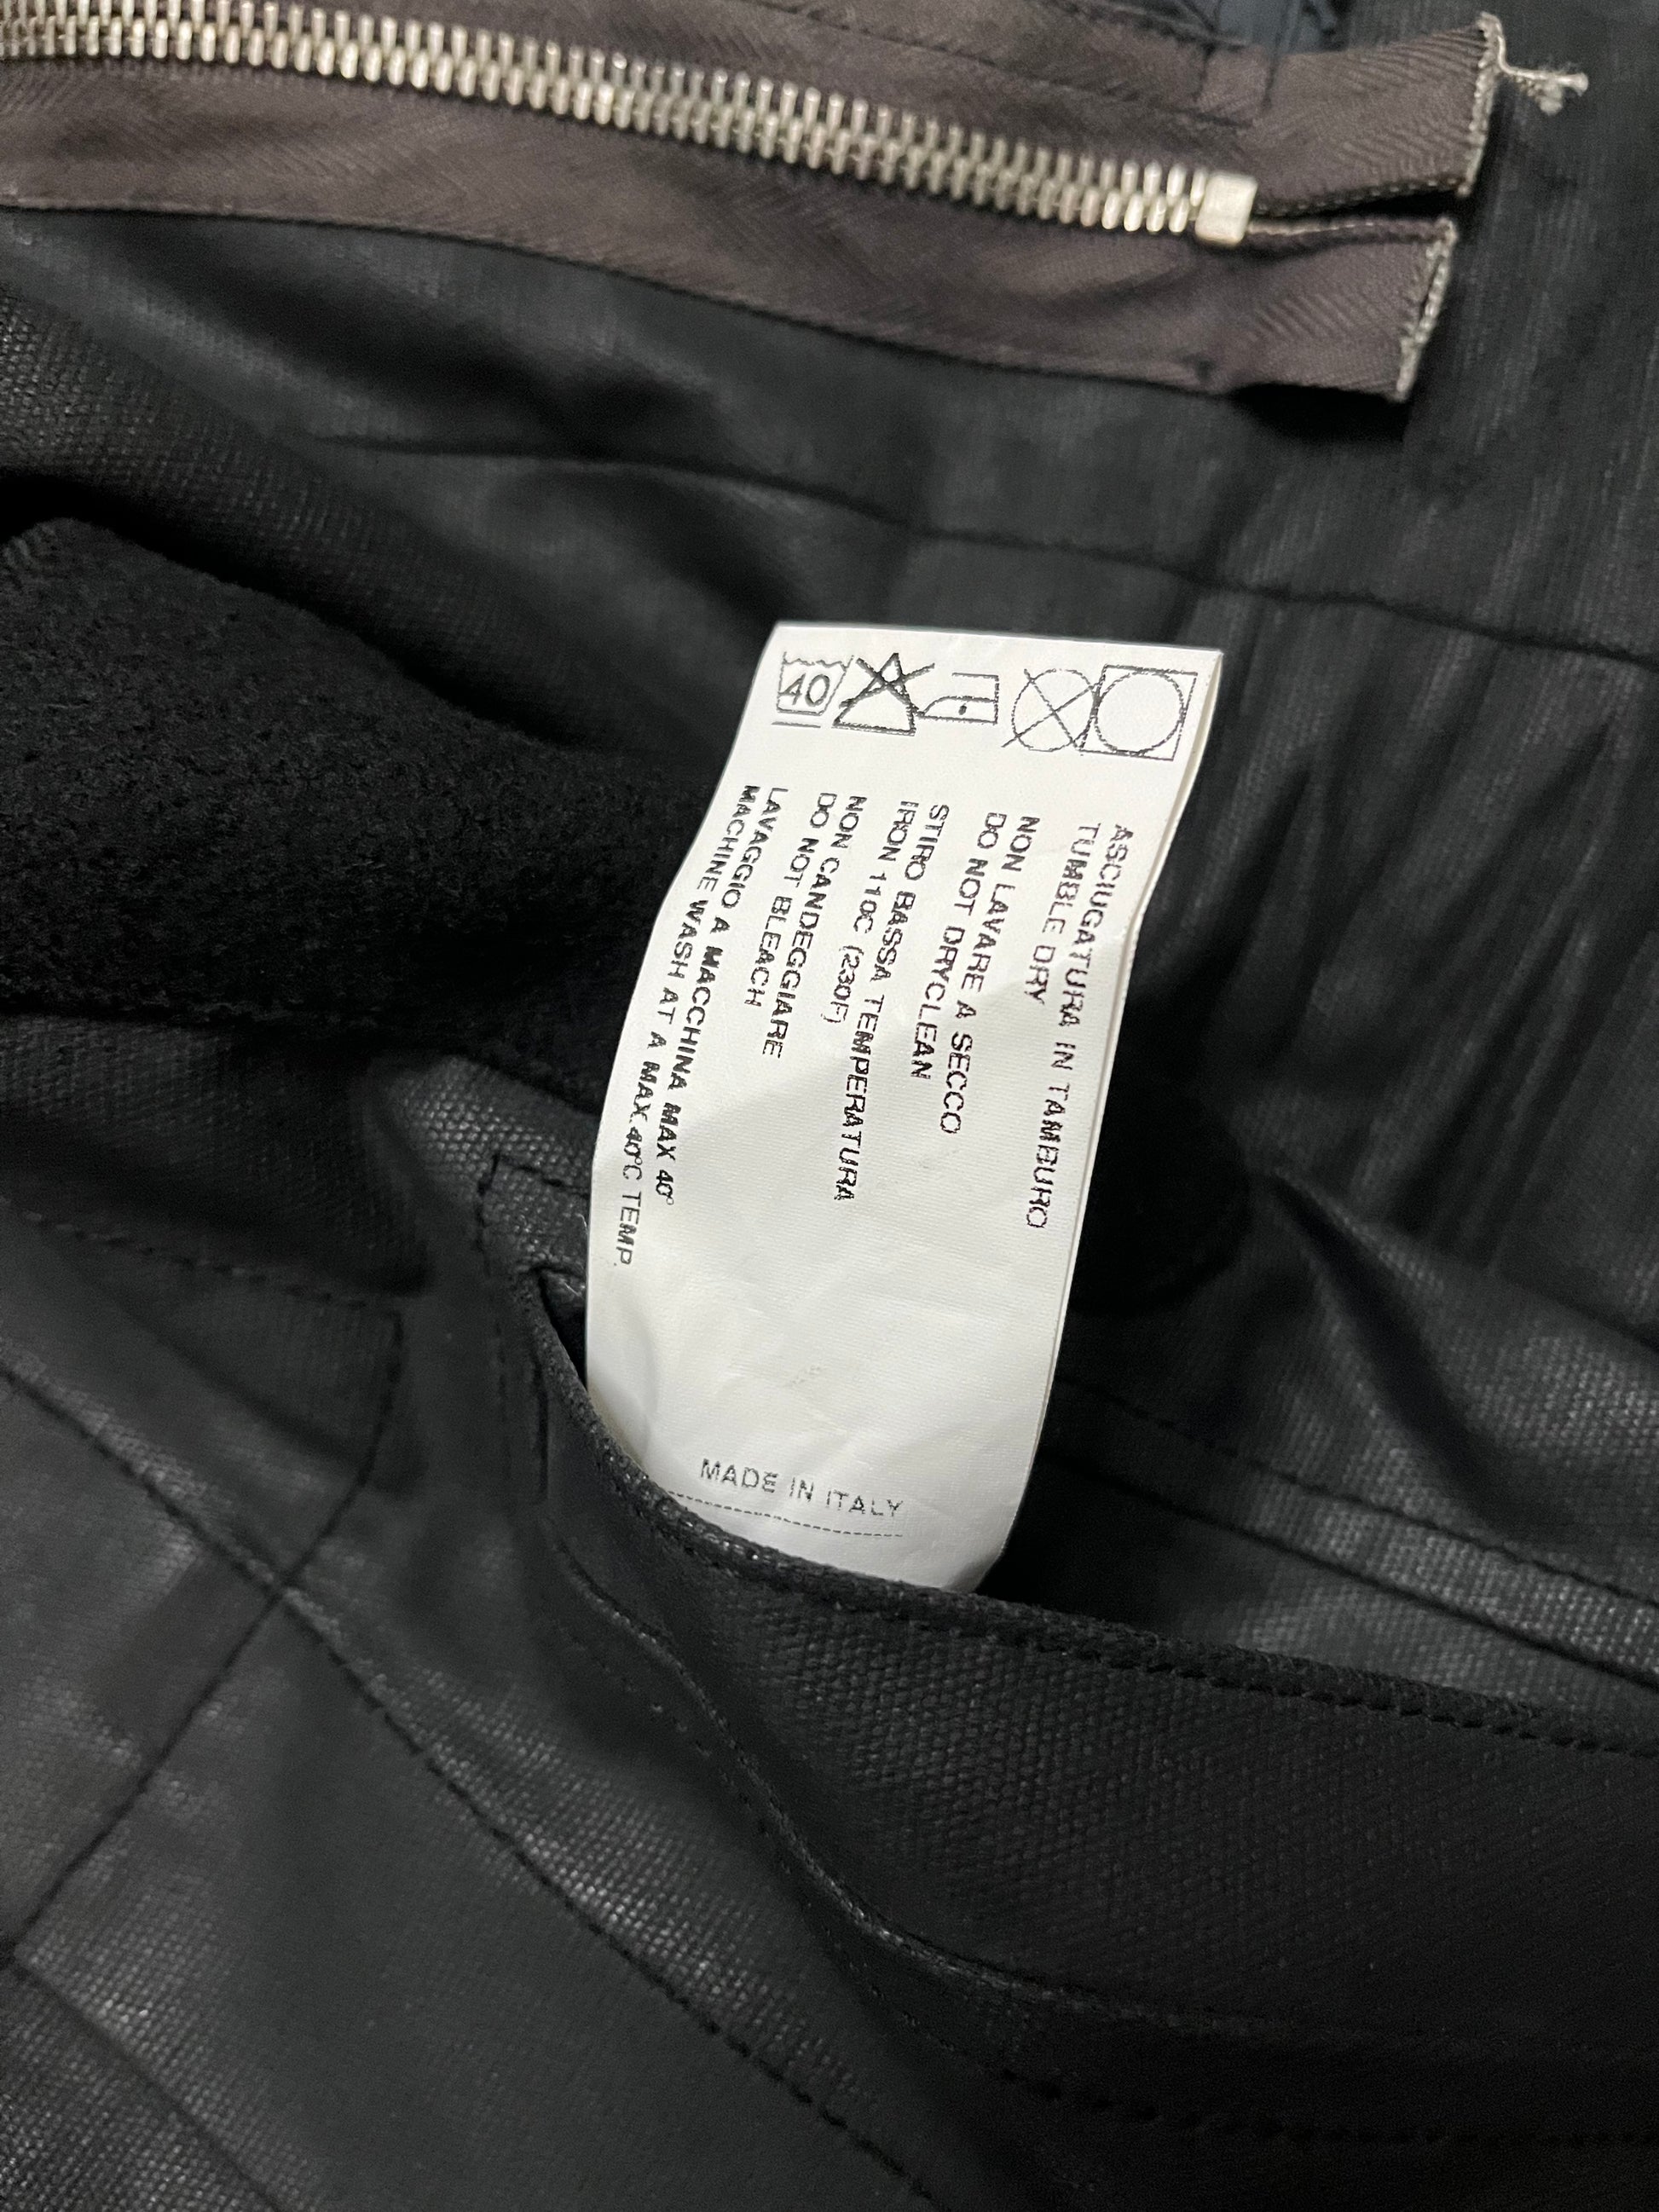 40
ASCIUGATURA IN TAMBURO
TUMBLE DRY
NON LAVARE A SECCO
DO NOT DRYCLEAN
STIRO BASSA TEMPERATURA
IRON 110C (230F)
NON CANDEGGIARE
DO NOT BLEACH
LAVAGGIO A MACCHINA MAX 40°
MACHINE WASH AT A MAX.40°C TEMP.
MADE IN ITALY